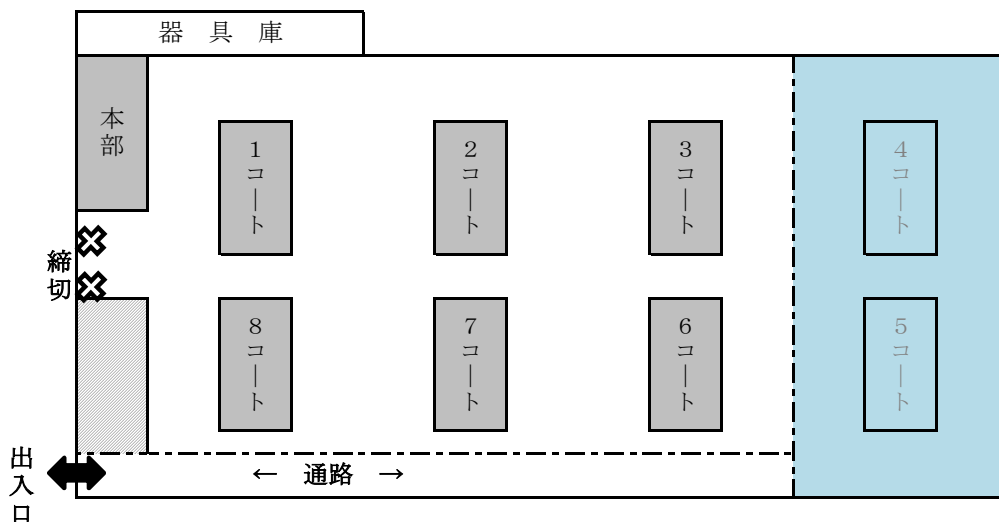 器 具 庫
本部
1コート
2コート
3コート
4コート
締切
8コート
7コート
6コート
5コート
出入口
← 通路 →